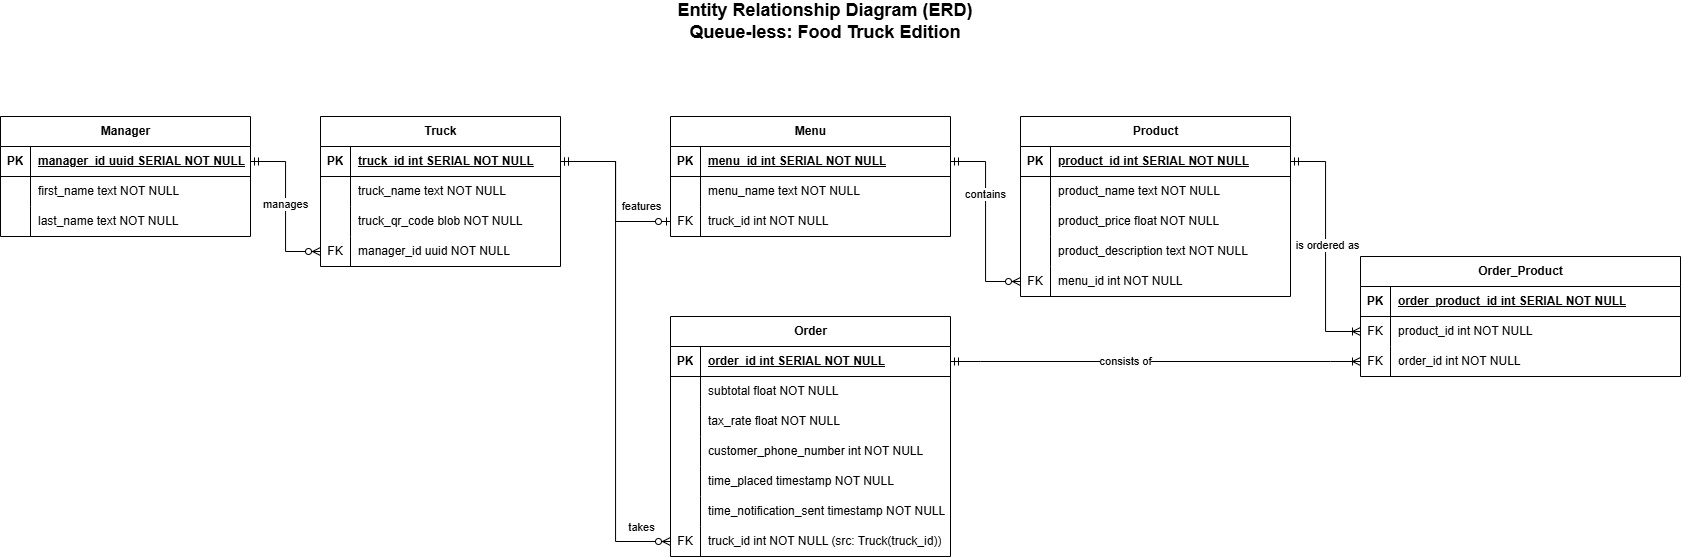 Entity Relationship Diagram (ERD)
Queue-less: Food Truck Edition
Manager
PK manager_id uuid SERIAL NOT NULL
first_name text NOT NULL
last_name text NOT NULL
manages
Truck
PK truck_id int SERIAL NOT NULL
truck_name text NOT NULL
truck_qr_code blob NOT NULL
FK manager_id uuid NOT NULL
features
takes
Menu
PK menu_id int SERIAL NOT NULL
menu_name text NOT NULL
FK truck_id int NOT NULL
contains
Product
PK product_id int SERIAL NOT NULL
product_name text NOT NULL
product_price float NOT NULL
product_description text NOT NULL
FK menu_id int NOT NULL
is ordered as
Order_Product
PK order_product_id int SERIAL NOT NULL
FK product_id int NOT NULL
FK order_id int NOT NULL
Order
PK order_id int SERIAL NOT NULL
subtotal float NOT NULL
tax_rate float NOT NULL
customer_phone_number int NOT NULL
time_placed timestamp NOT NULL
time_notification_sent timestamp NOT NULL
FK truck_id int NOT NULL (src: Truck(truck_id))
consists of